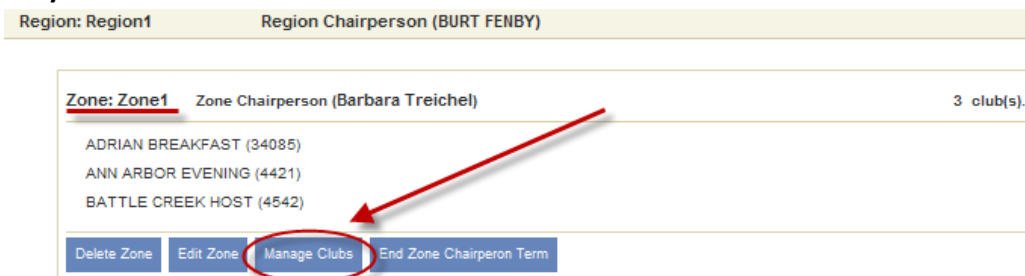 Region: Region1 Region Chairperson (BURT FENBY)
Zone: Zone1 Zone Chairperson (Barbara Treichel) 3 club(s).
ADRIAN BREAKFAST (34085)
ANN ARBOR EVENING (4421)
BATTLE CREEK HOST (4542)
Delete Zone Edit Zone Manage Clubs End Zone Chairperon Term